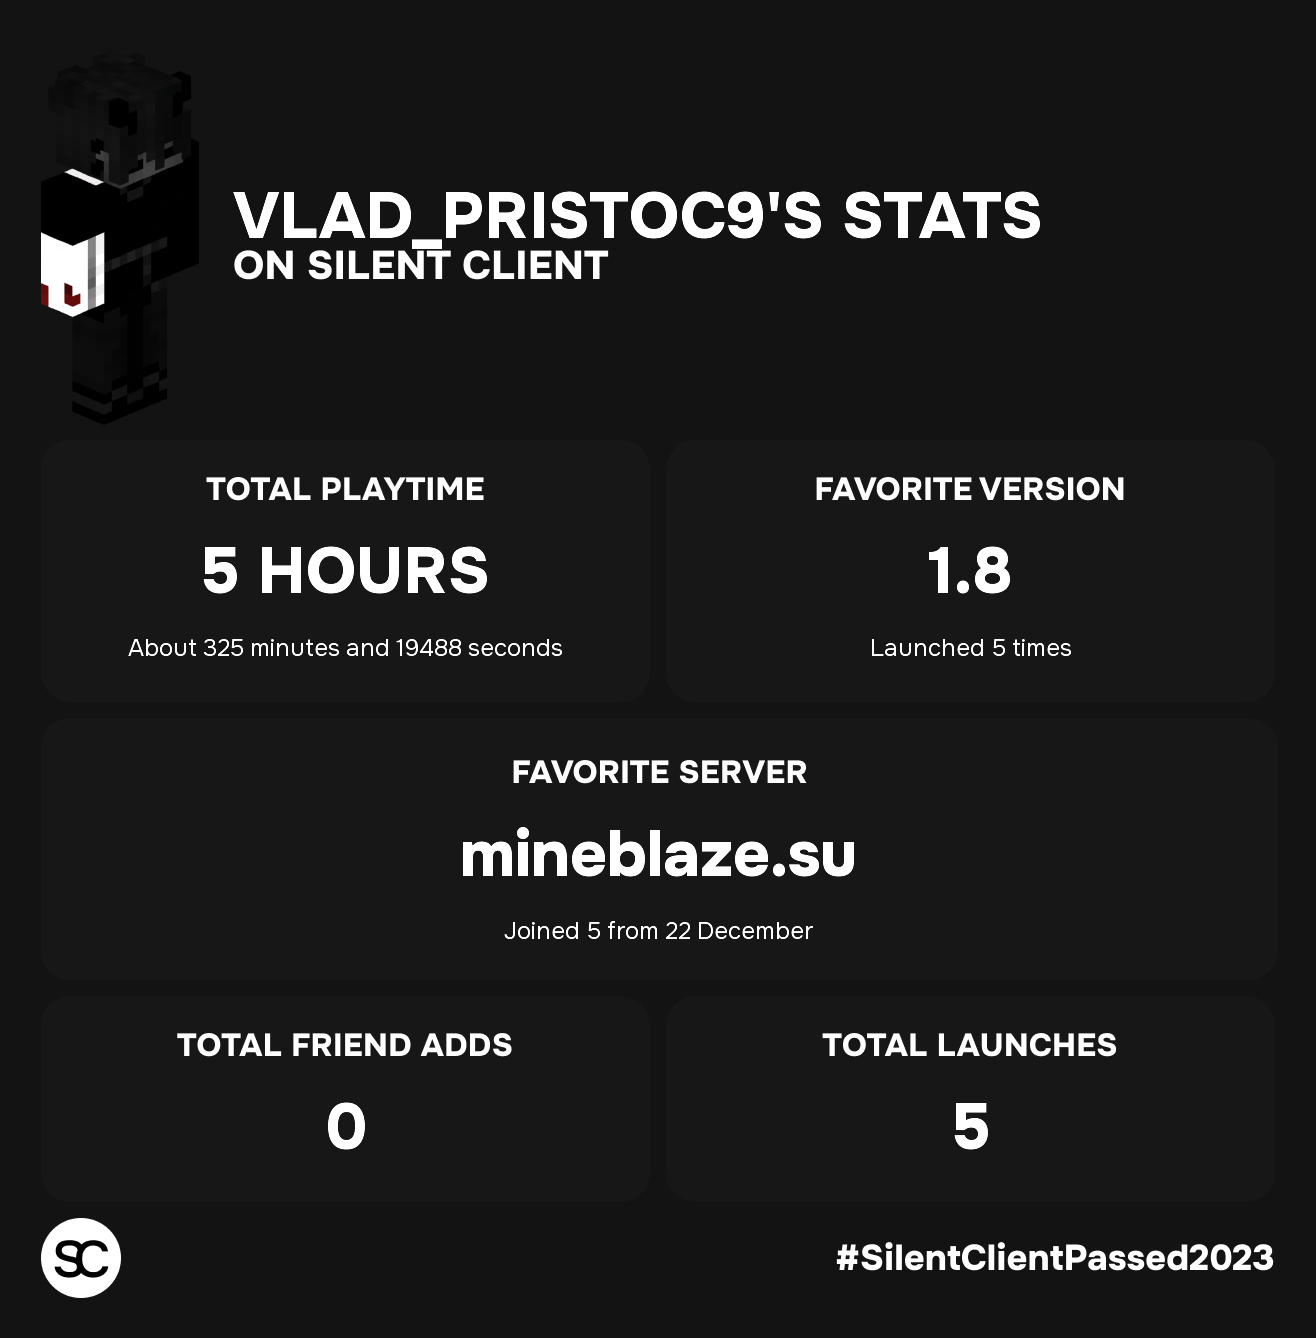 VLAD_PRISTOC9'S STATS
ON SILENT CLIENT
TOTAL PLAYTIME
5 HOURS
About 325 minutes and 19488 seconds
FAVORITE VERSION
1.8
Launched 5 times
FAVORITE SERVER
mineblaze.su
Joined 5 from 22 December
TOTAL FRIEND ADDS
0
TOTAL LAUNCHES
5
SC
#SilentClientPassed2023